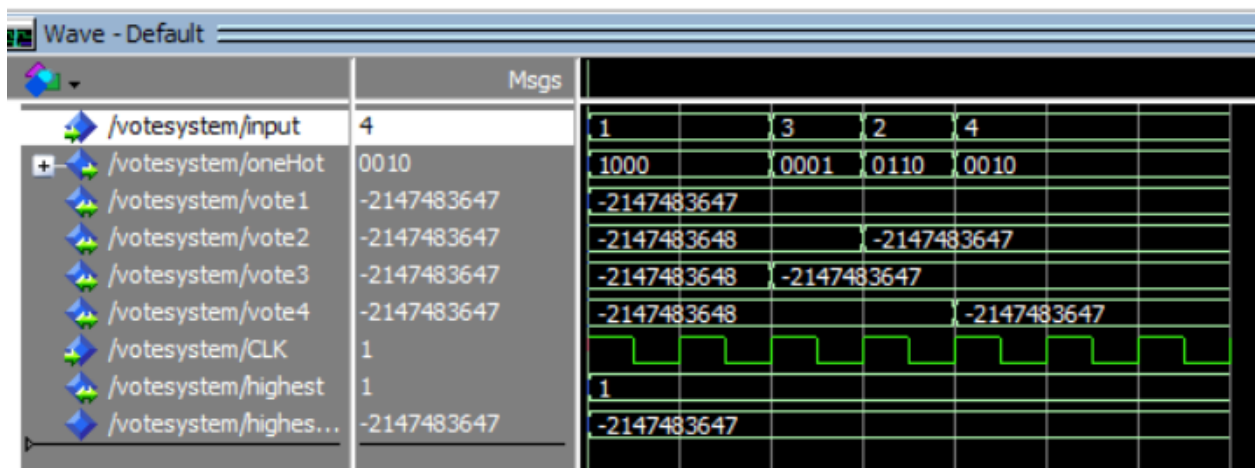 Wave - Default
Msgs
/votesystem/input 4 1 3 2 4
/votesystem/oneHot 0010 1000 0001 0110 0010
/votesystem/vote1 -2147483647 -2147483647
/votesystem/vote2 -2147483647 -2147483648 -2147483647
/votesystem/vote3 -2147483647 -2147483648 -2147483647
/votesystem/vote4 -2147483647 -2147483648 -2147483647
/votesystem/CLK 1
/votesystem/highest 1 1
/votesystem/highes... -2147483647 -2147483647